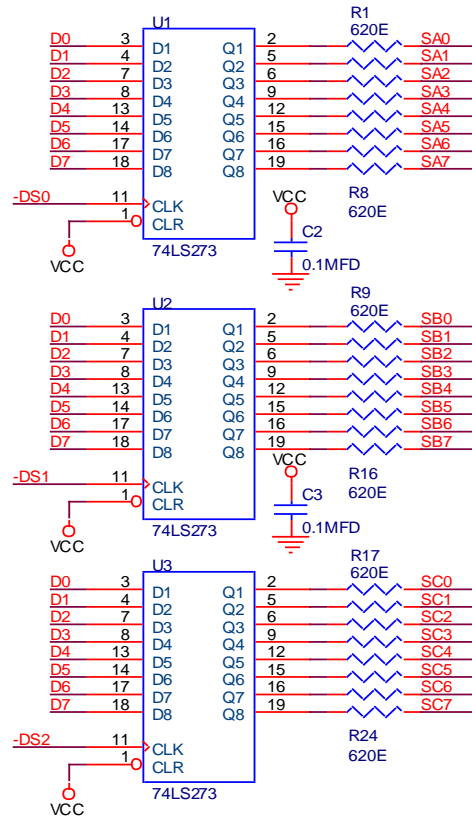 U1 R1
620E
D0 3 D1 Q1 2 SA0
D1 4 D2 Q2 5 SA1
D2 7 D3 Q3 6 SA2
D3 8 D4 Q4 9 SA3
D4 13 D5 Q5 12 SA4
D5 14 D6 Q6 15 SA5
D6 17 D7 Q7 16 SA6
D7 18 D8 Q8 19 SA7
R8
620E
-DS0 11 CLK VCC
1 CLR C2
VCC 74LS273 0.1MFD
U2 R9
620E
D0 3 D1 Q1 2 SB0
D1 4 D2 Q2 5 SB1
D2 7 D3 Q3 6 SB2
D3 8 D4 Q4 9 SB3
D4 13 D5 Q5 12 SB4
D5 14 D6 Q6 15 SB5
D6 17 D7 Q7 16 SB6
D7 18 D8 Q8 19 SB7
VCC R16
620E
-DS1 11 CLK
1 CLR C3
VCC 74LS273 0.1MFD
U3 R17
620E
D0 3 D1 Q1 2 SC0
D1 4 D2 Q2 5 SC1
D2 7 D3 Q3 6 SC2
D3 8 D4 Q4 9 SC3
D4 13 D5 Q5 12 SC4
D5 14 D6 Q6 15 SC5
D6 17 D7 Q7 16 SC6
D7 18 D8 Q8 19 SC7
R24
620E
-DS2 11 CLK
1 CLR
VCC 74LS273